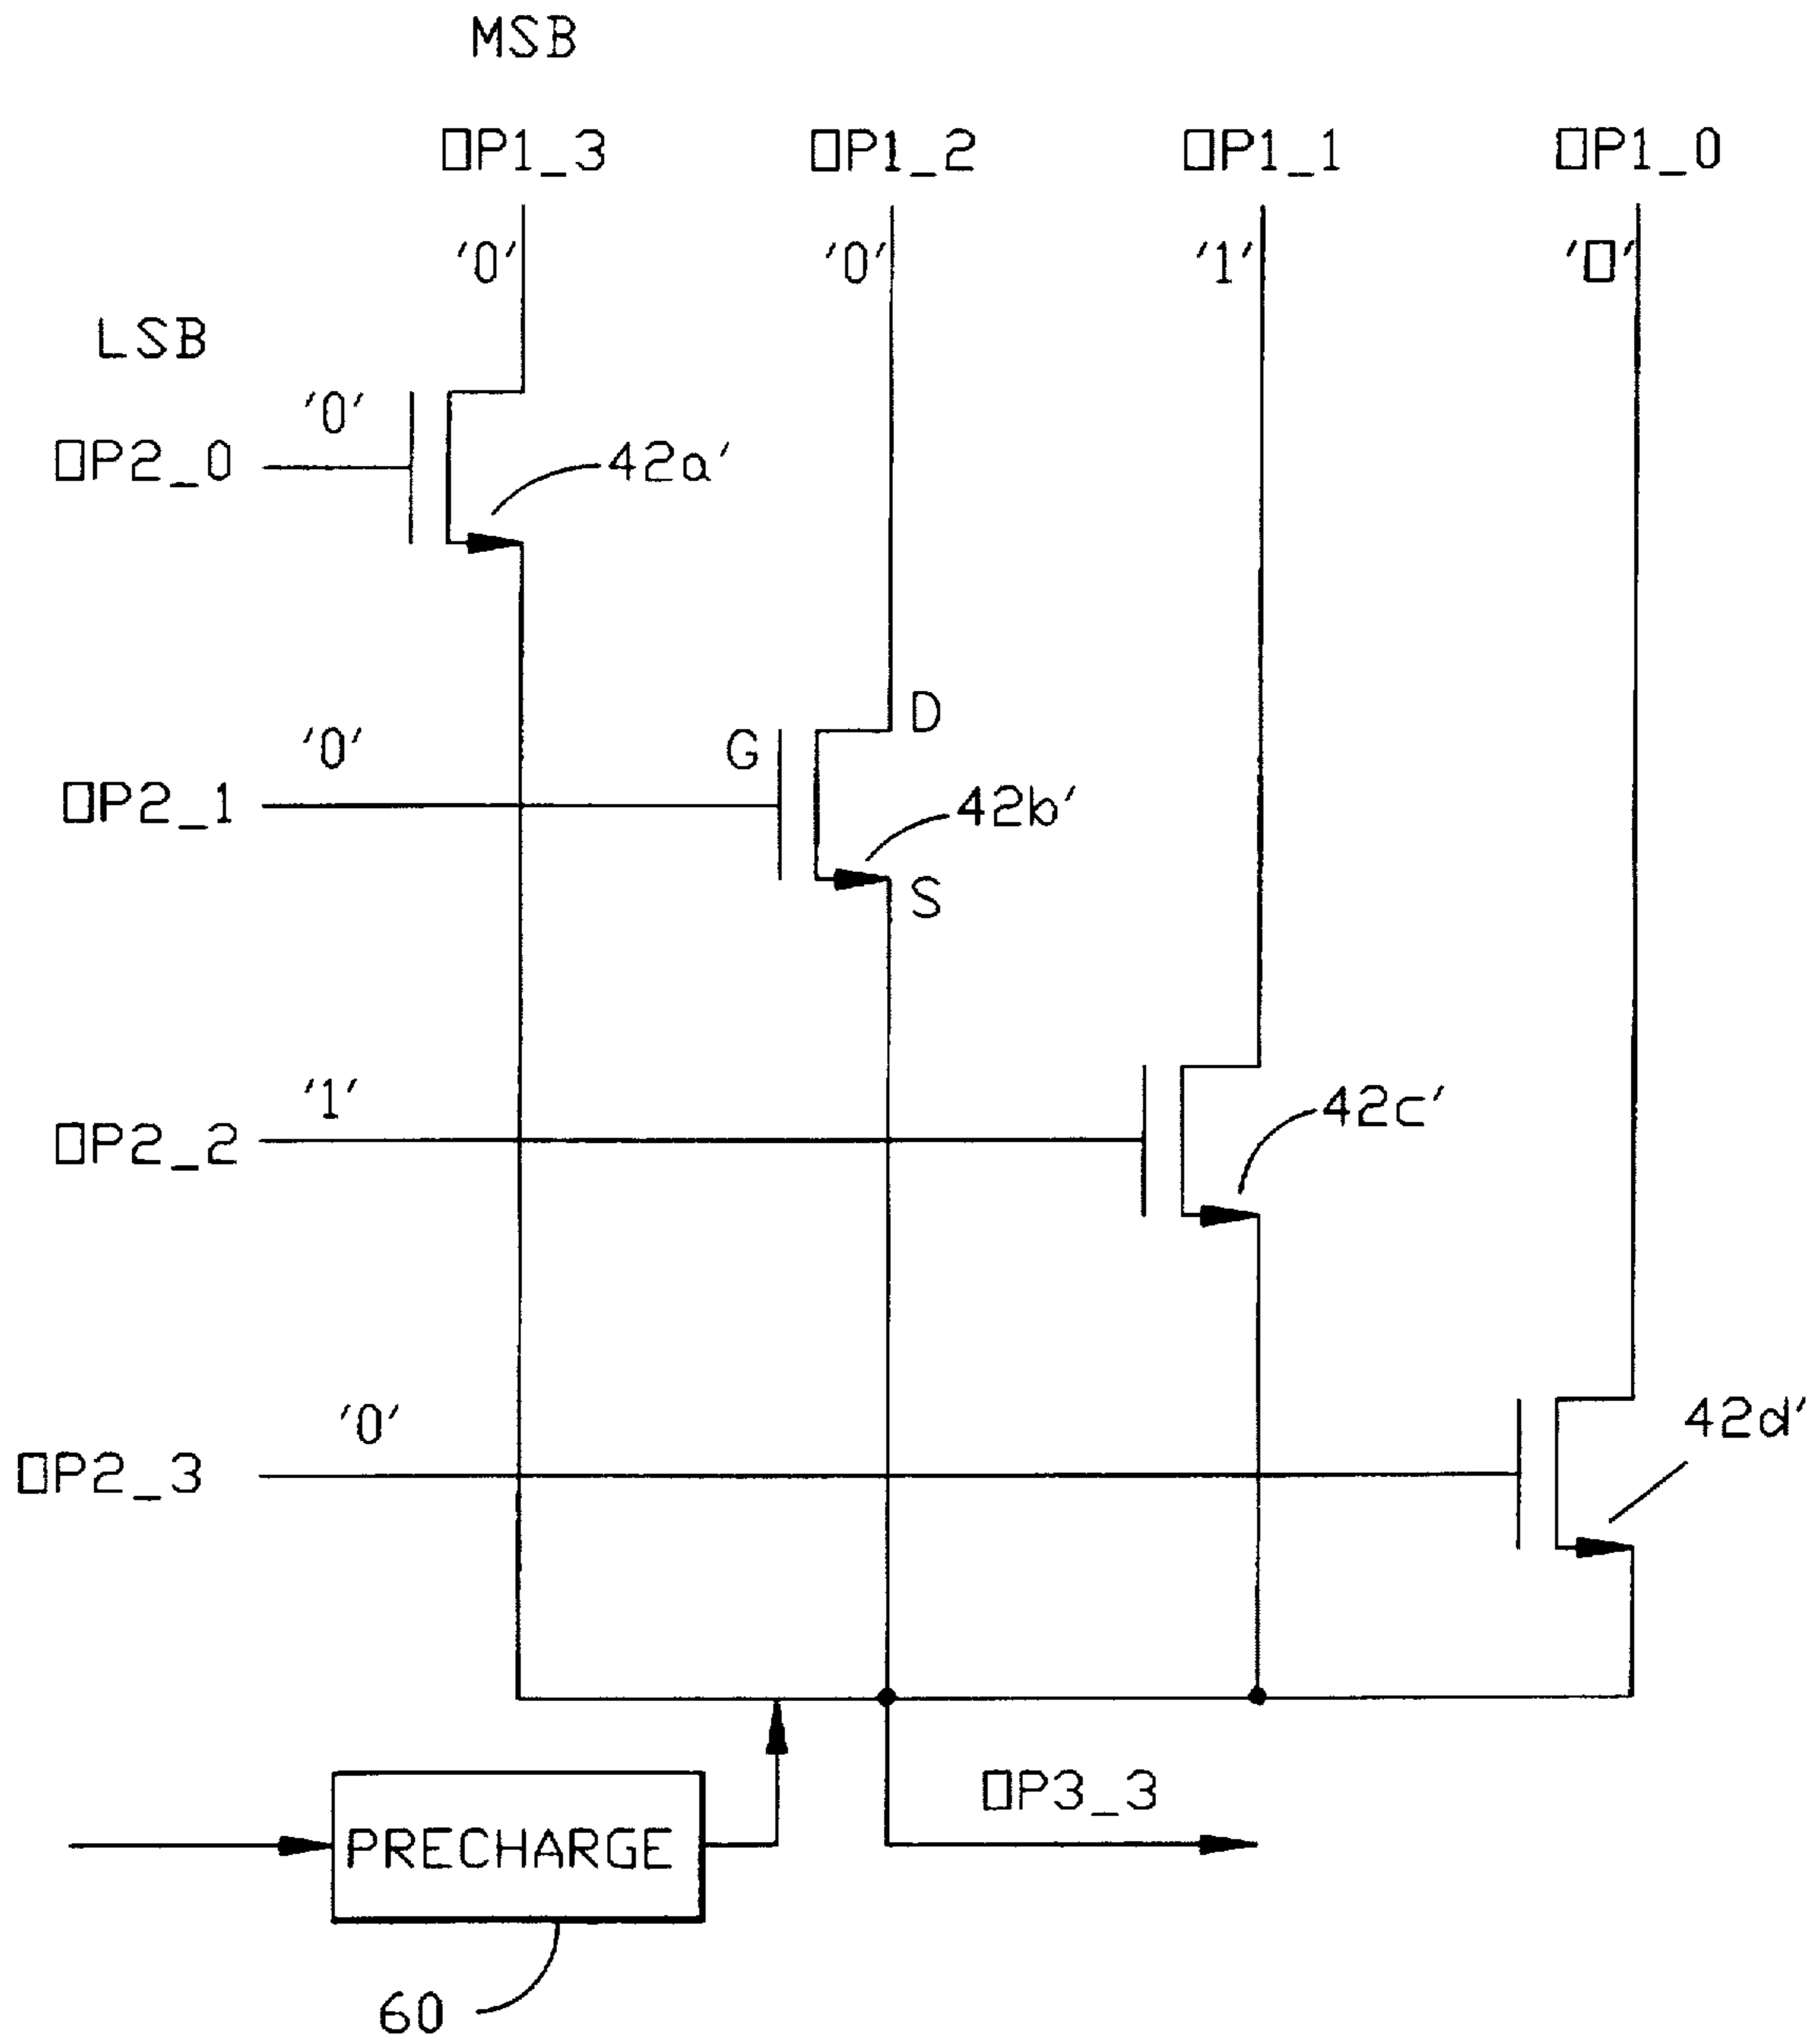 MSB
OP1_3 OP1_2 OP1_1 OP1_0
'0' '0' '1' '0'
LSB
'0'
OP2_0
42a'
D
'0'
G
OP2_1
42b'
S
'1'
42c'
OP2_2
'0'
42d'
OP2_3
OP3_3
PRECHARGE
60